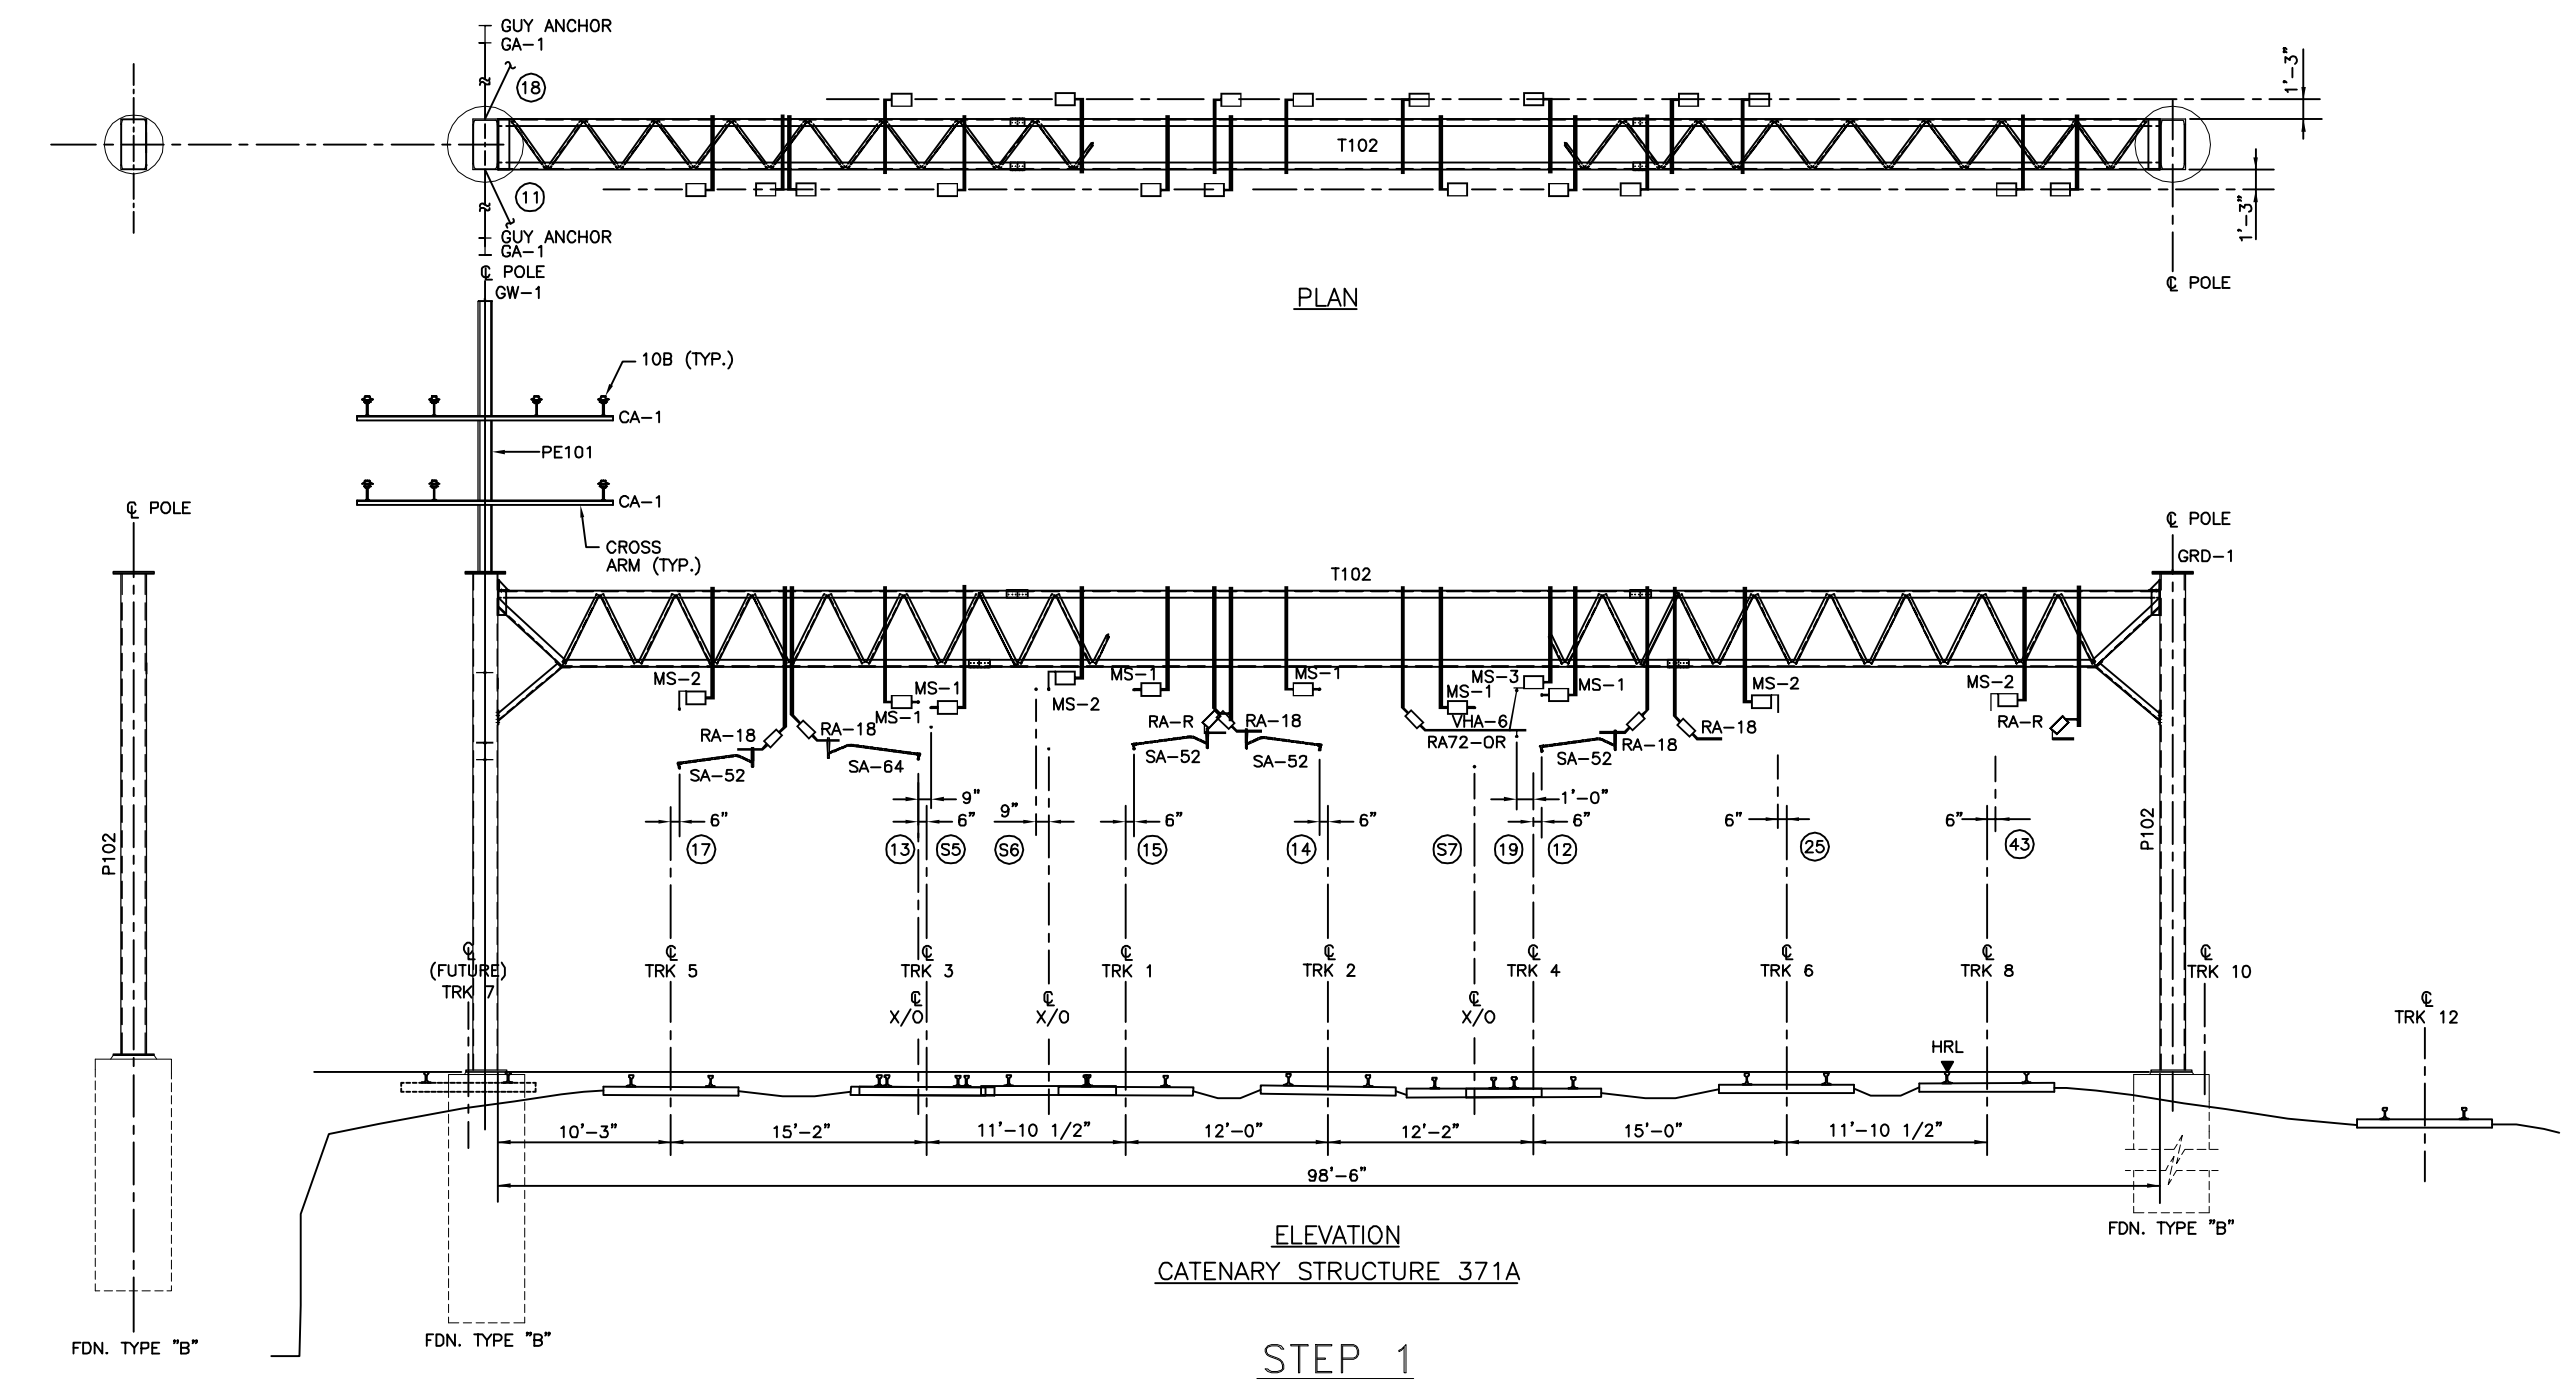 GUY ANCHOR
GA-1
18
1'-3"
T102
11
GUY ANCHOR
GA-1
℄ POLE
GW-1
1'-3"
℄ POLE
PLAN
10B (TYP.)
CA-1
PE101
CA-1
℄ POLE
CROSS
ARM (TYP.)
℄ POLE
GRD-1
T102
MS-2
MS-1
MS-1
MS-2
MS-1
MS-1
MS-1
MS-3
MS-1
MS-2
MS-2
RA-18
RA-18
RA-R
RA-18
VHA-6
RA72-OR
RA-18
RA-18
RA-R
SA-52
SA-64
SA-52
SA-52
SA-52
9"
9"
1'-0"
6"
6"
6"
6"
6"
6"
6"
17
13
S5
S6
15
14
S7
19
12
25
43
P102
P102
℄
(FUTURE)
TRK 7
℄
TRK 5
℄
TRK 3
℄
TRK 1
℄
TRK 2
℄
TRK 4
℄
TRK 6
℄
TRK 8
℄
TRK 10
℄
X/O
℄
X/O
℄
X/O
℄
TRK 12
HRL
10'-3"
15'-2"
11'-10 1/2"
12'-0"
12'-2"
15'-0"
11'-10 1/2"
98'-6"
FDN. TYPE "B"
FDN. TYPE "B"
FDN. TYPE "B"
ELEVATION
CATENARY STRUCTURE 371A
STEP 1